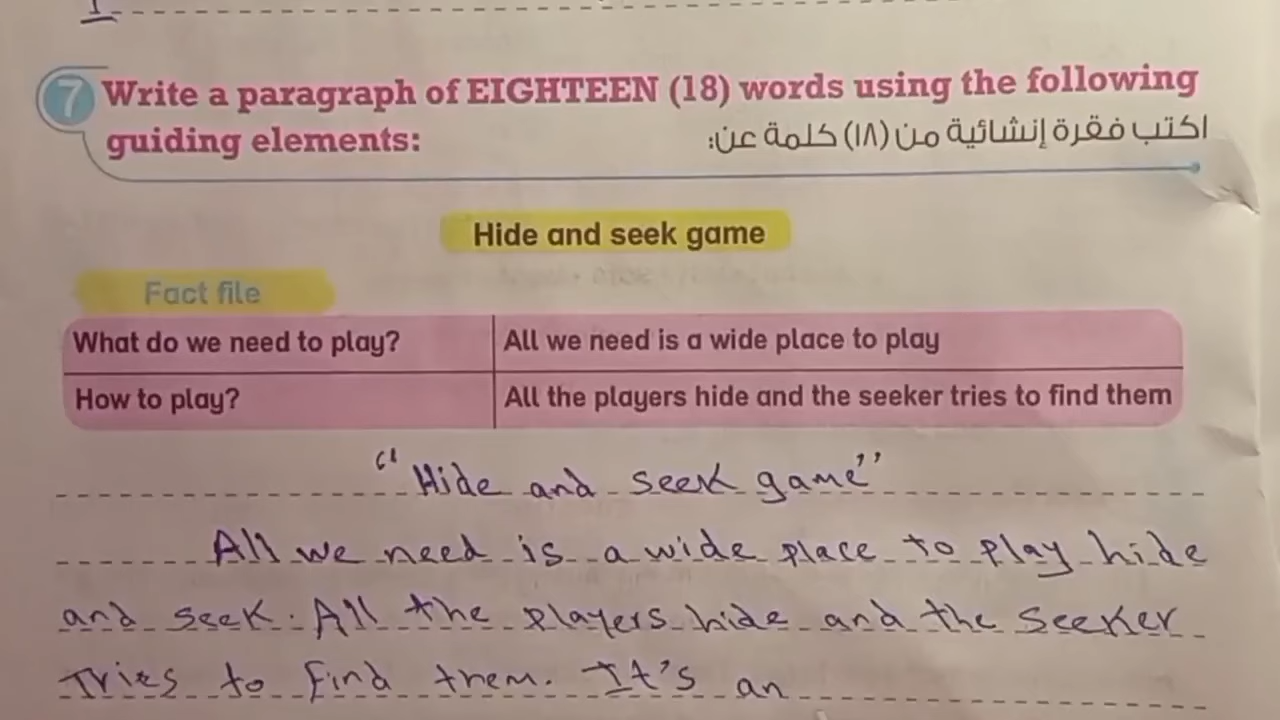 7 Write a paragraph of EIGHTEEN (18) words using the following
guiding elements:
اكتب فقرة إنشائية من (١٨) كلمة عن:
Hide and seek game
Fact file
What do we need to play? All we need is a wide place to play
How to play? All the players hide and the seeker tries to find them
"Hide and seek game"
All we need is a wide place to play hide
and seek. All the players hide and the seeker
Tries to find them. It's an